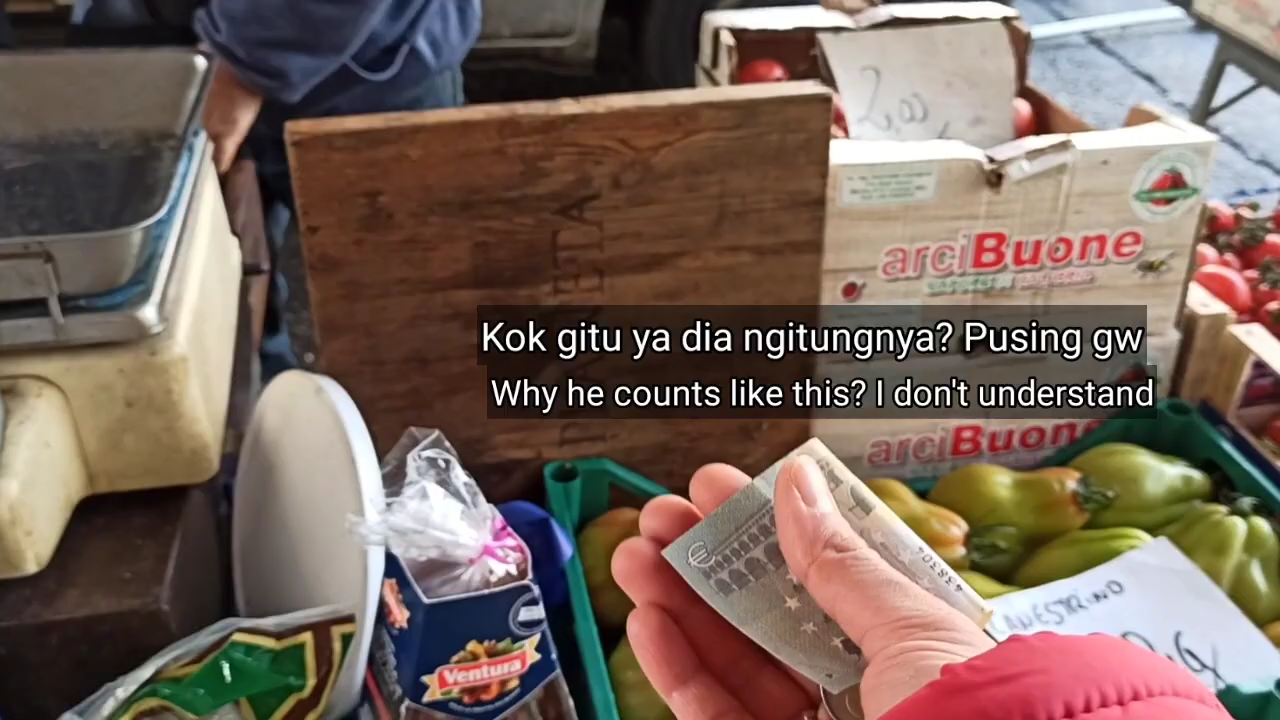 2,00
arciBuone
Kok gitu ya dia ngitungnya? Pusing gw
Why he counts like this? I don't understand
arciBuone
€
438304
CANESTRINO
Ventura